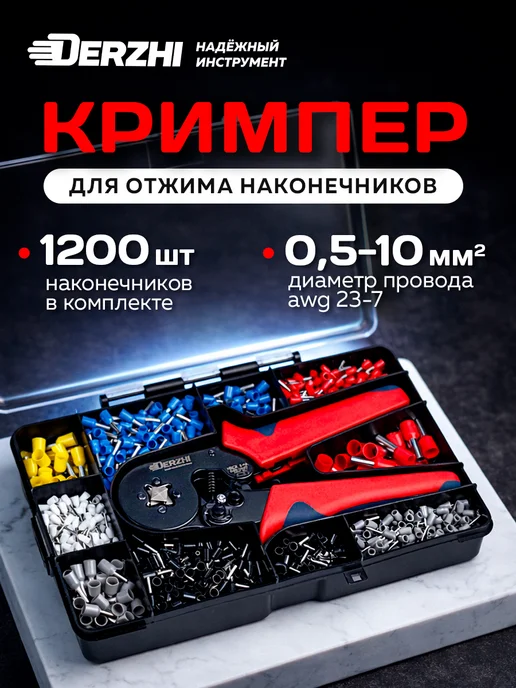 DERZHI
НАДЁЖНЫЙ
ИНСТРУМЕНТ
КРИМПЕР
ДЛЯ ОТЖИМА НАКОНЕЧНИКОВ
1200 шт
наконечников
в комплекте
0,5–10 мм²
диаметр провода
awg 23-7
DERZHI